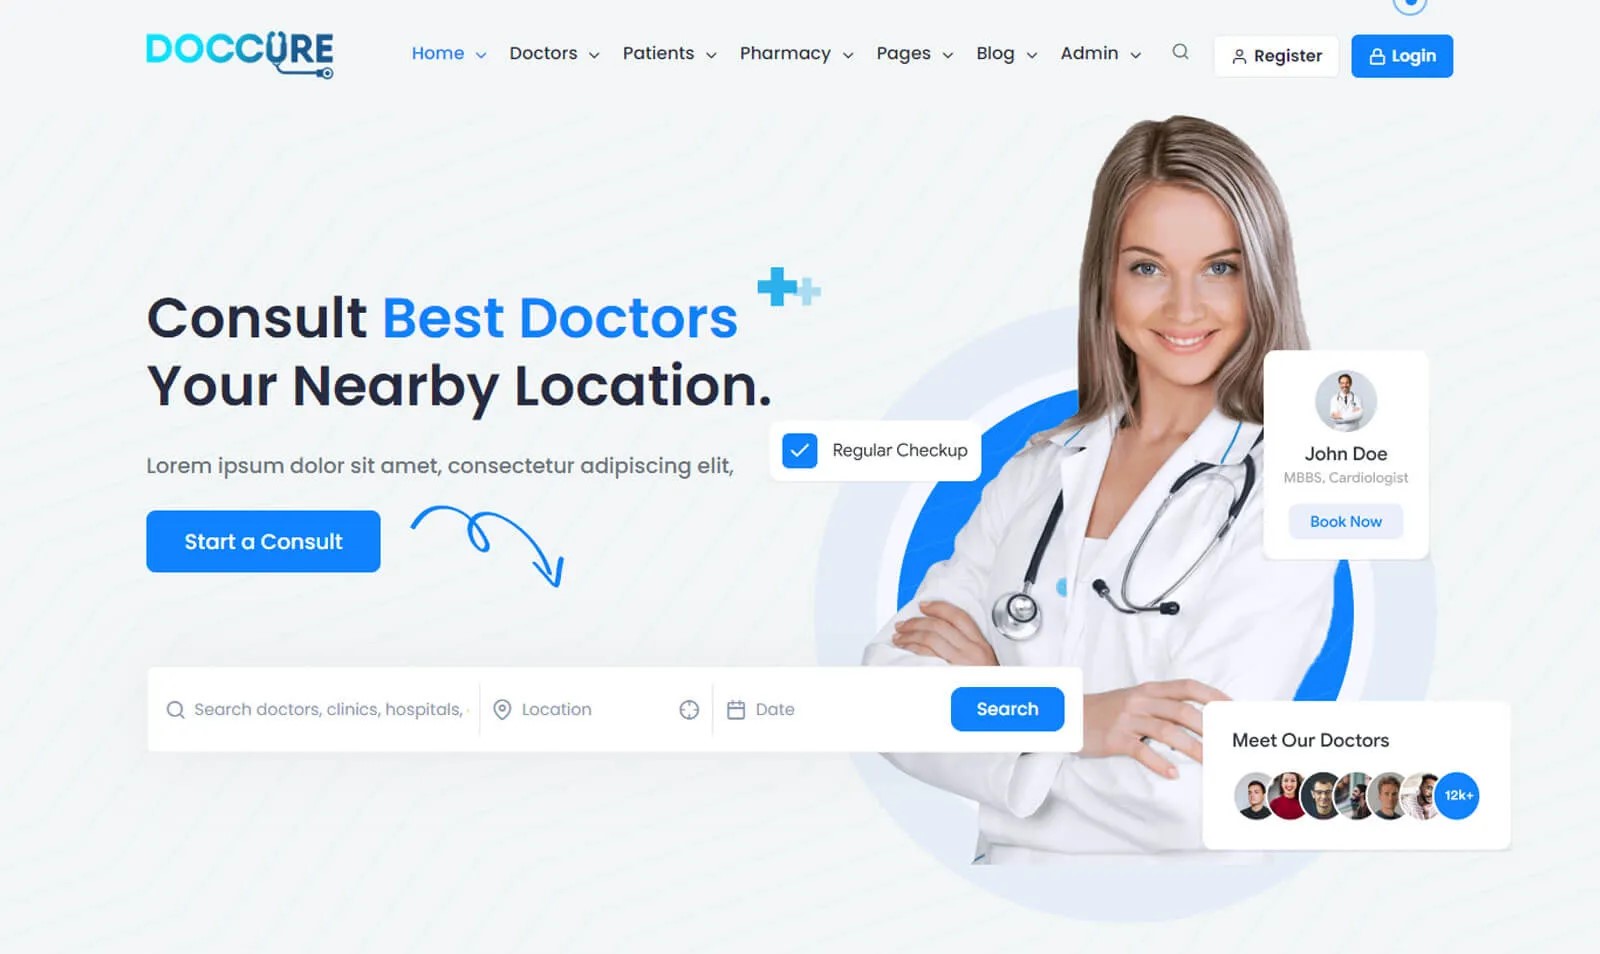 DOCCURE
Home
Doctors
Patients
Pharmacy
Pages
Blog
Admin
Register
Login
Consult Best Doctors
Your Nearby Location.
Lorem ipsum dolor sit amet, consectetur adipiscing elit,
Start a Consult
Regular Checkup
John Doe
MBBS, Cardiologist
Book Now
Search doctors, clinics, hospitals,
Location
Date
Search
Meet Our Doctors
12k+